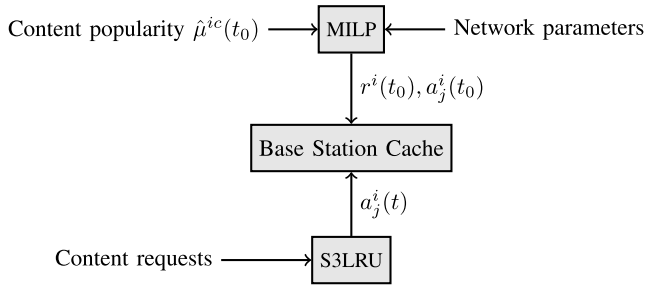 Content popularity μ̂^{ic}(t_0) MILP Network parameters
r^i(t_0), a^i_j(t_0)
Base Station Cache
a^i_j(t)
Content requests S3LRU